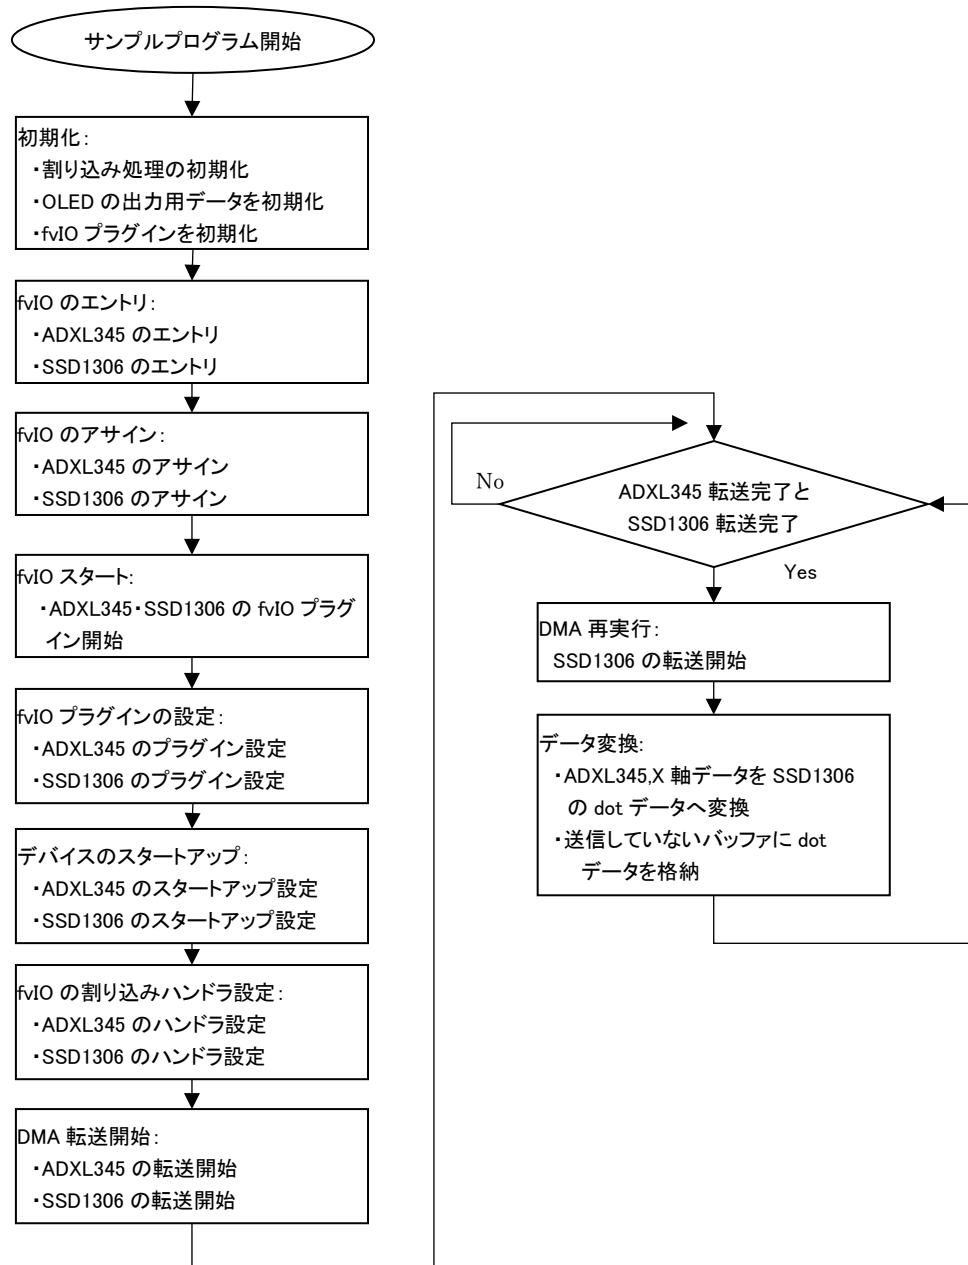 サンプルプログラム開始
初期化:
・割り込み処理の初期化
・OLED の出力用データを初期化
・fvIO プラグインを初期化
fvIO のエントリ:
・ADXL345 のエントリ
・SSD1306 のエントリ
fvIO のアサイン:
・ADXL345 のアサイン
・SSD1306 のアサイン
fvIO スタート:
・ADXL345・SSD1306 の fvIO プラグ
イン開始
fvIO プラグインの設定:
・ADXL345 のプラグイン設定
・SSD1306 のプラグイン設定
デバイスのスタートアップ:
・ADXL345 のスタートアップ設定
・SSD1306 のスタートアップ設定
fvIO の割り込みハンドラ設定:
・ADXL345 のハンドラ設定
・SSD1306 のハンドラ設定
DMA 転送開始:
・ADXL345 の転送開始
・SSD1306 の転送開始
No
ADXL345 転送完了と
SSD1306 転送完了
Yes
DMA 再実行:
SSD1306 の転送開始
データ変換:
・ADXL345,X 軸データを SSD1306
の dot データへ変換
・送信していないバッファに dot
データを格納